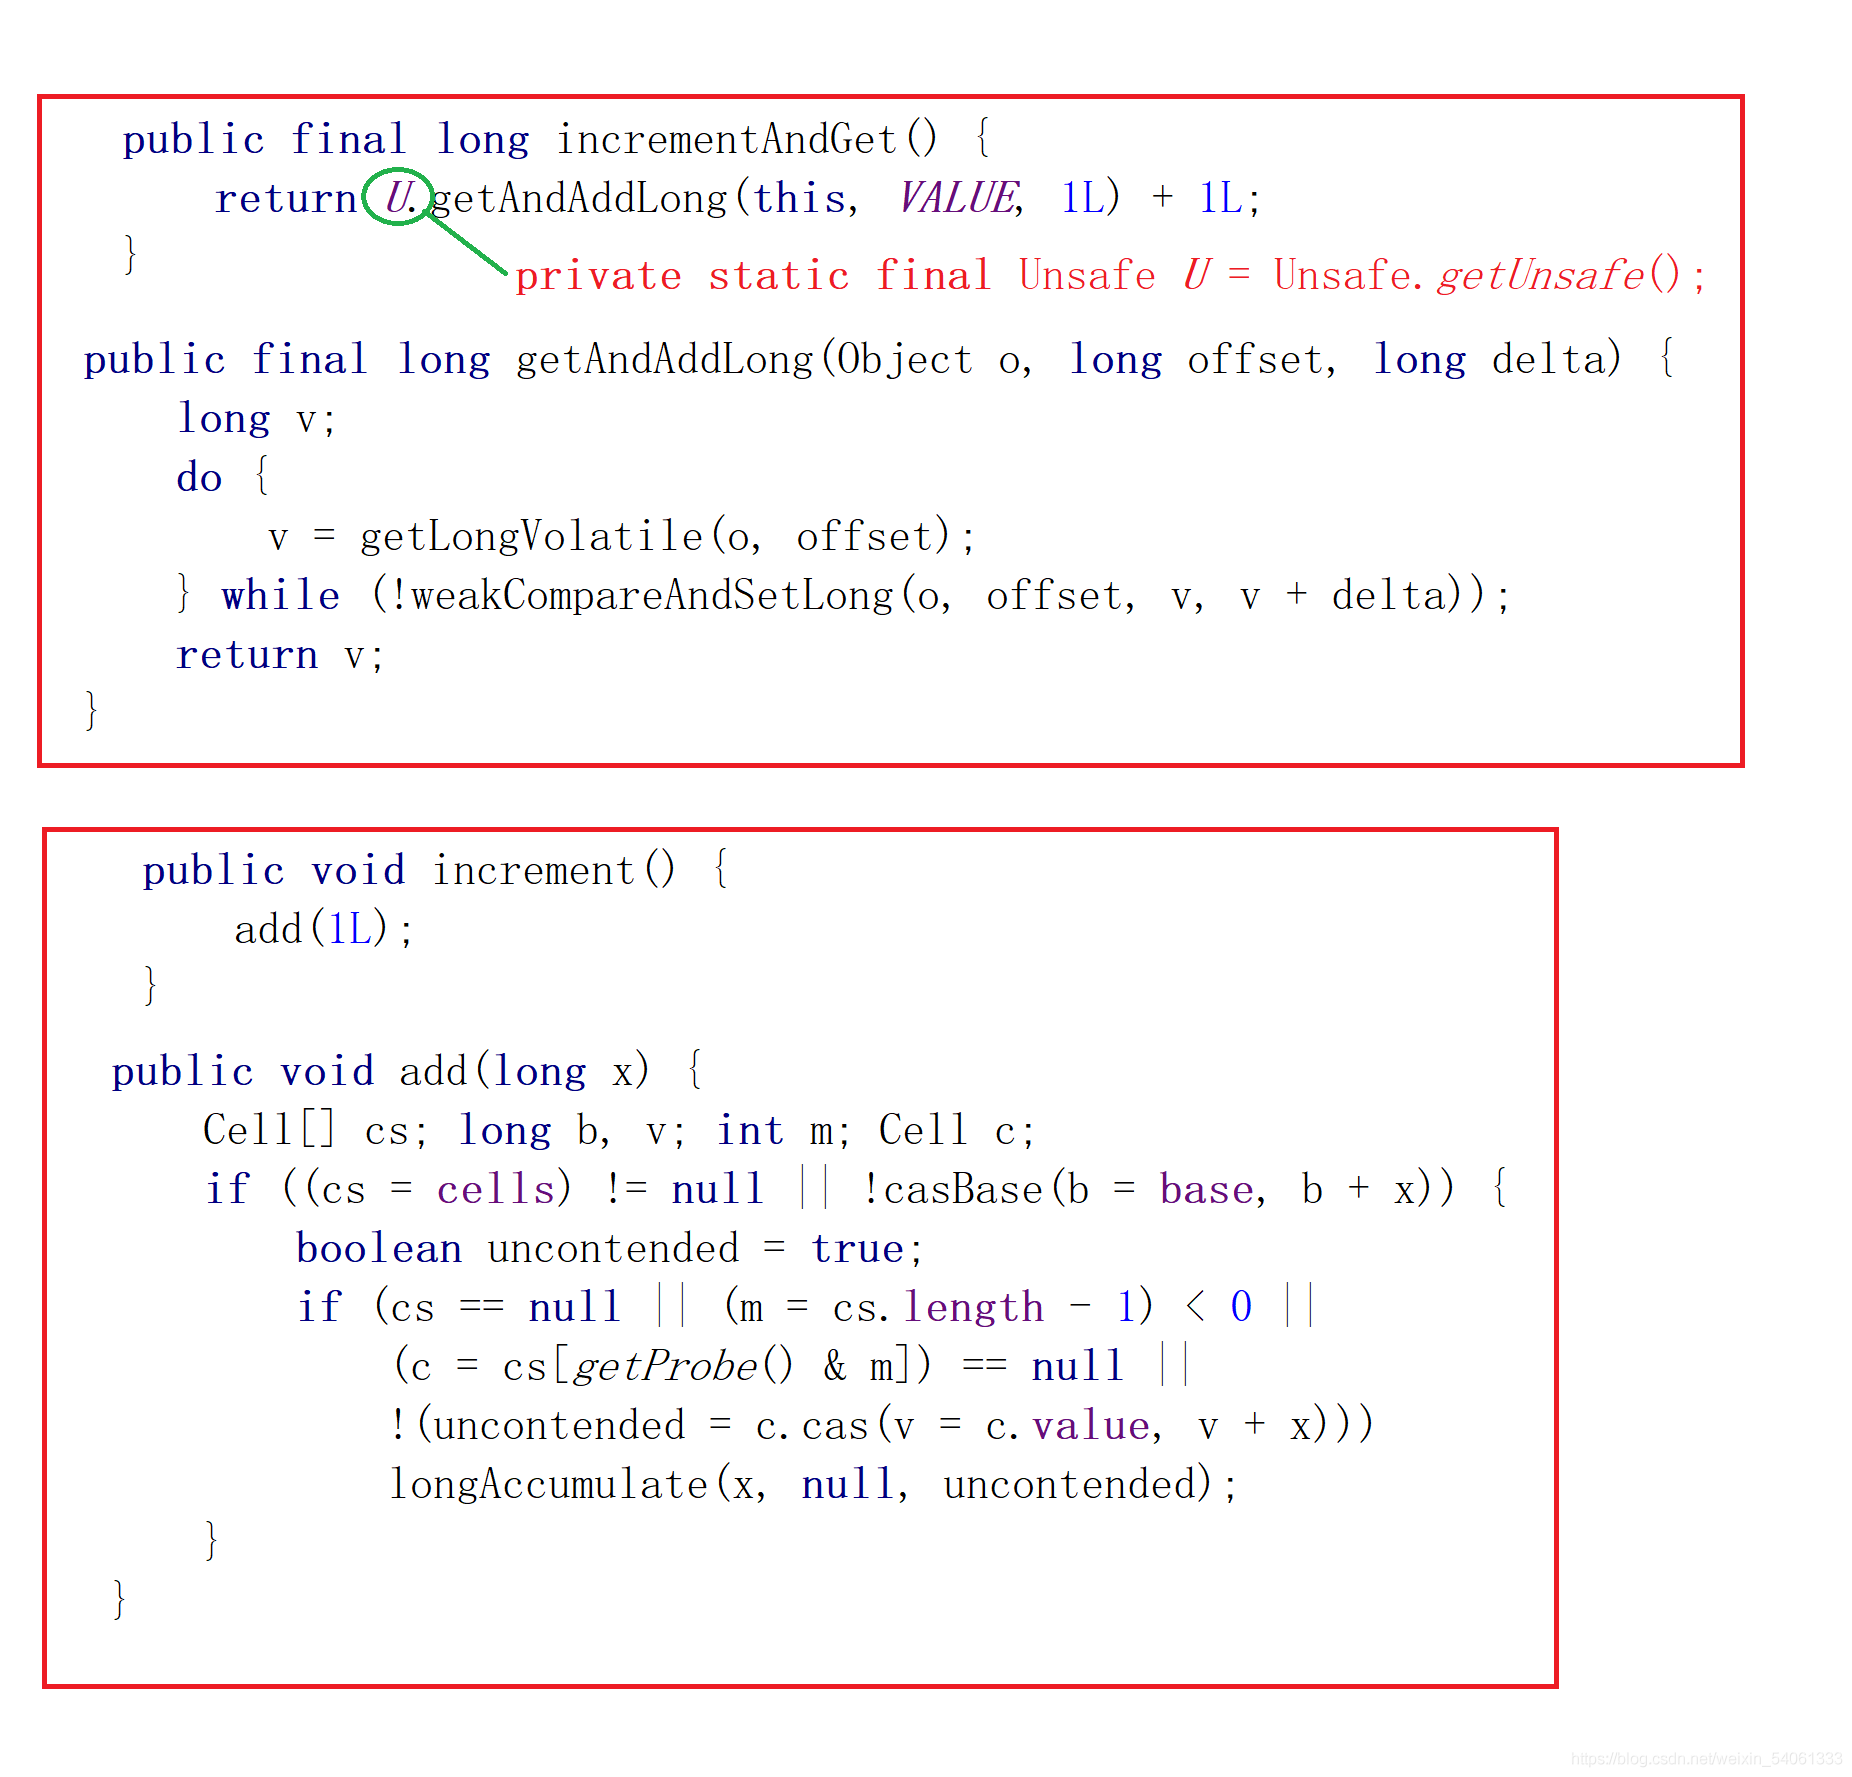 public final long incrementAndGet() {
return U.getAndAddLong(this, VALUE, 1L) + 1L;
}
private static final Unsafe U = Unsafe.getUnsafe();
public final long getAndAddLong(Object o, long offset, long delta) {
long v;
do {
v = getLongVolatile(o, offset);
} while (!weakCompareAndSetLong(o, offset, v, v + delta));
return v;
}
public void increment() {
add(1L);
}
public void add(long x) {
Cell[] cs; long b, v; int m; Cell c;
if ((cs = cells) != null || !casBase(b = base, b + x)) {
boolean uncontended = true;
if (cs == null || (m = cs.length - 1) < 0 ||
(c = cs[getProbe() & m]) == null ||
!(uncontended = c.cas(v = c.value, v + x)))
longAccumulate(x, null, uncontended);
}
}
https://blog.csdn.net/weixin_54061333